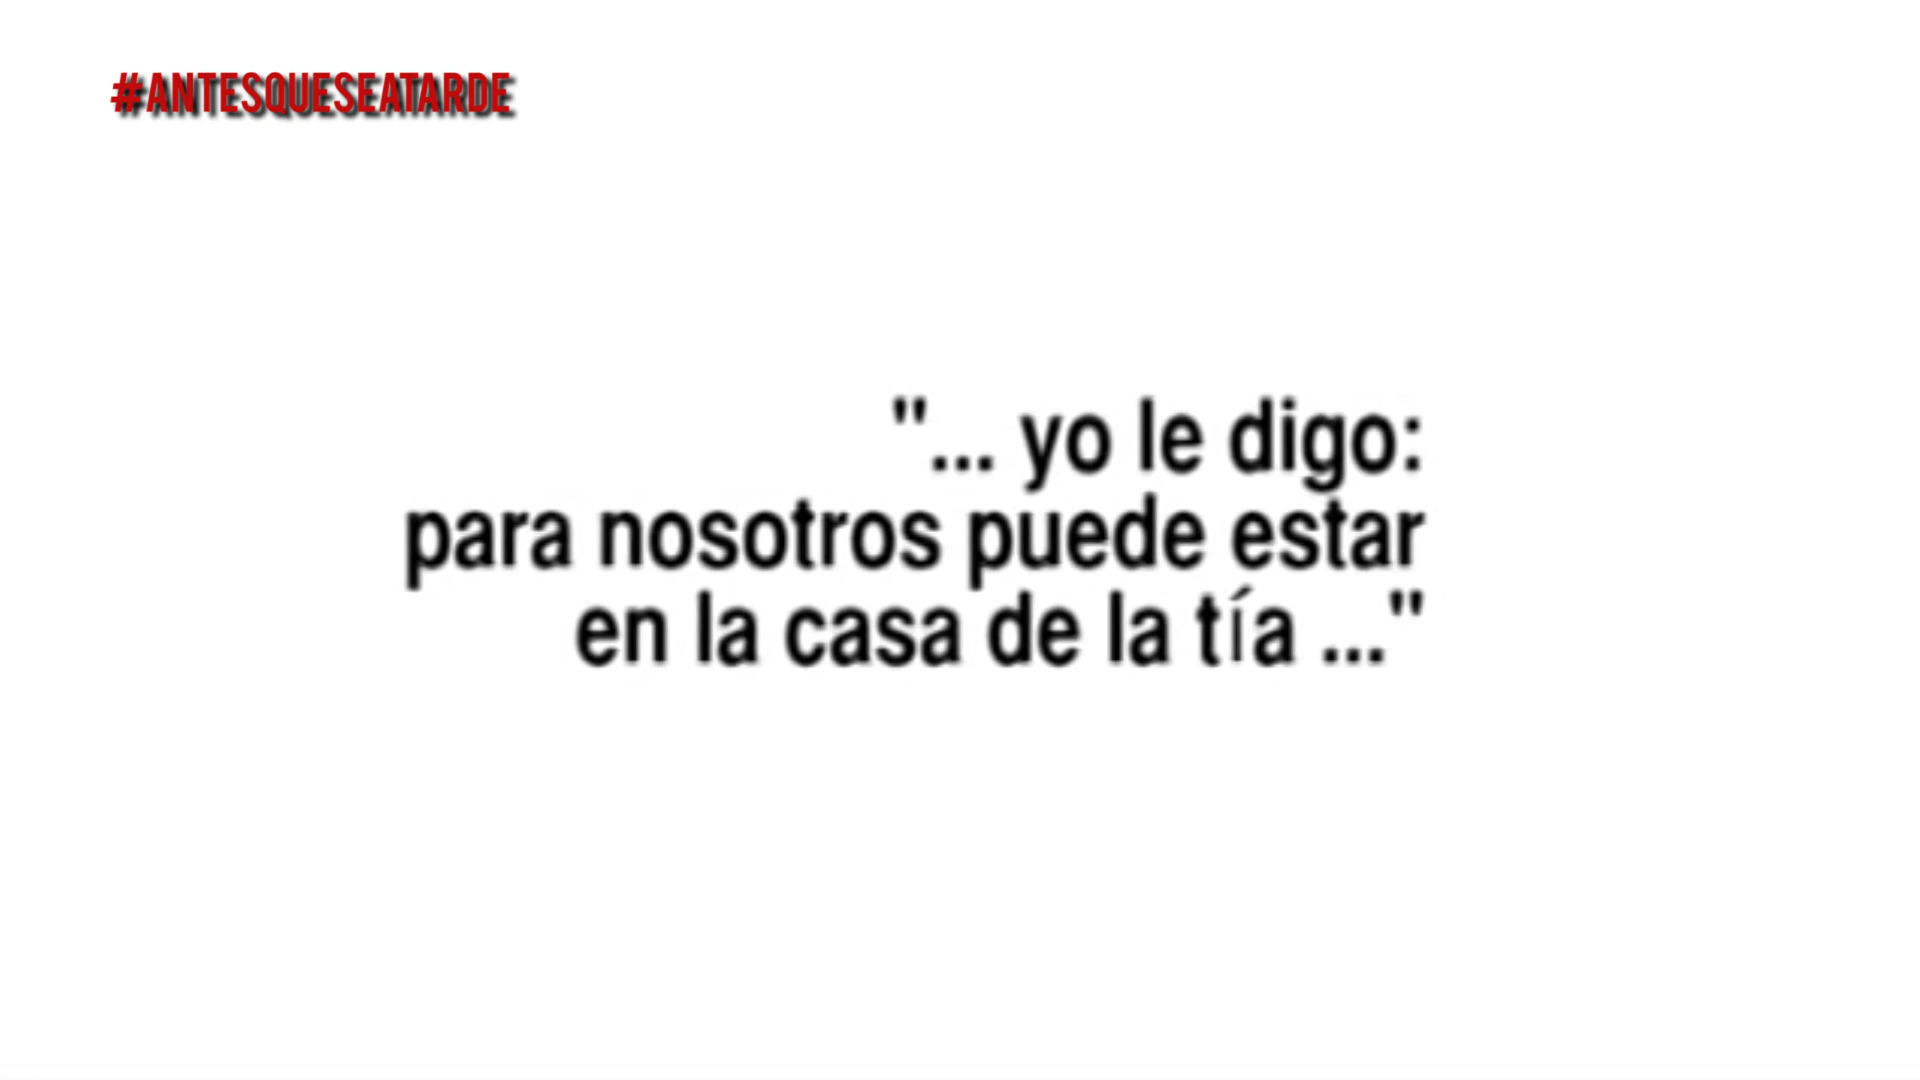 #ANTESQUESEATARDE
"... yo le digo:
para nosotros puede estar
en la casa de la tía ..."